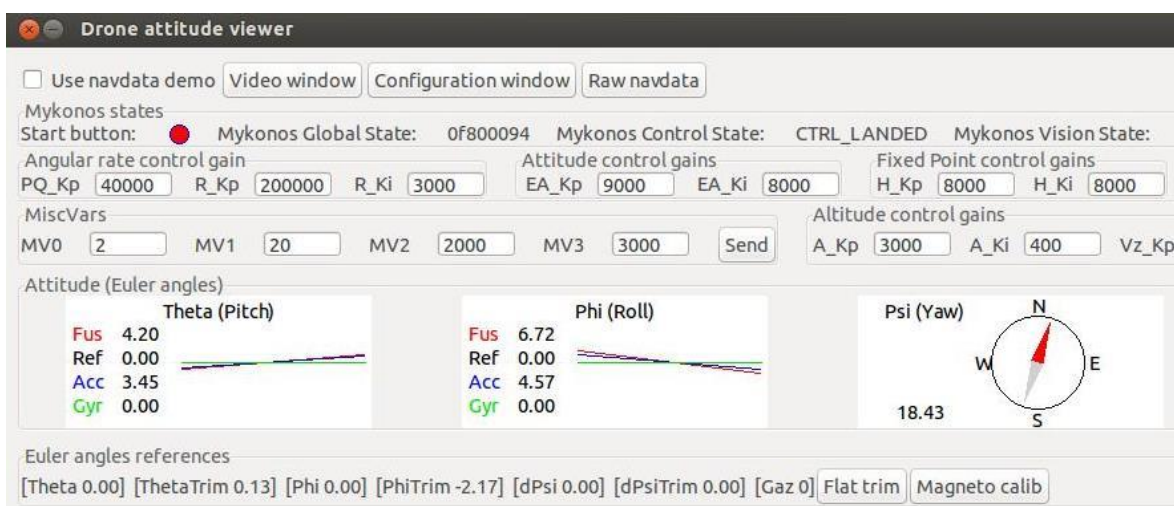 Drone attitude viewer
Use navdata demo Video window Configuration window Raw navdata
Mykonos states
Start button: Mykonos Global State: 0f800094 Mykonos Control State: CTRL_LANDED Mykonos Vision State:
Angular rate control gain Attitude control gains Fixed Point control gains
PQ_Kp 40000 R_Kp 200000 R_Ki 3000 EA_Kp 9000 EA_Ki 8000 H_Kp 8000 H_Ki 8000
MiscVars Altitude control gains
MV0 2 MV1 20 MV2 2000 MV3 3000 Send A_Kp 3000 A_Ki 400 Vz_Kp
Attitude (Euler angles)
Theta (Pitch) Phi (Roll) Psi (Yaw) N
Fus 4.20 Fus 6.72
Ref 0.00 Ref 0.00 W E
Acc 3.45 Acc 4.57
Gyr 0.00 Gyr 0.00 18.43 S
Euler angles references
[Theta 0.00] [ThetaTrim 0.13] [Phi 0.00] [PhiTrim -2.17] [dPsi 0.00] [dPsiTrim 0.00] [Gaz 0] Flat trim Magneto calib